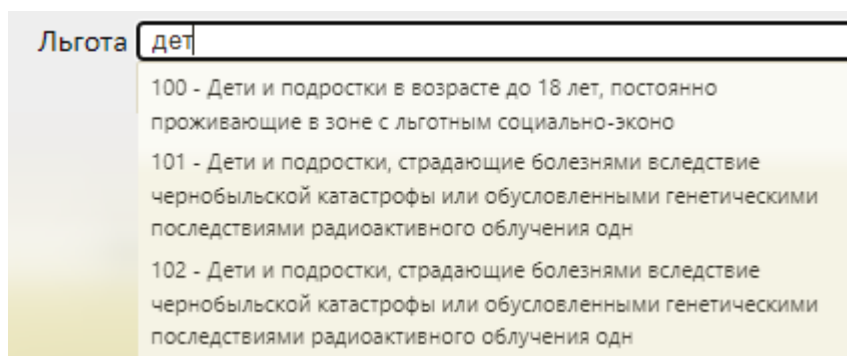 Льгота дет
100 - Дети и подростки в возрасте до 18 лет, постоянно
проживающие в зоне с льготным социально-эконо
101 - Дети и подростки, страдающие болезнями вследствие
чернобыльской катастрофы или обусловленными генетическими
последствиями радиоактивного облучения одн
102 - Дети и подростки, страдающие болезнями вследствие
чернобыльской катастрофы или обусловленными генетическими
последствиями радиоактивного облучения одн